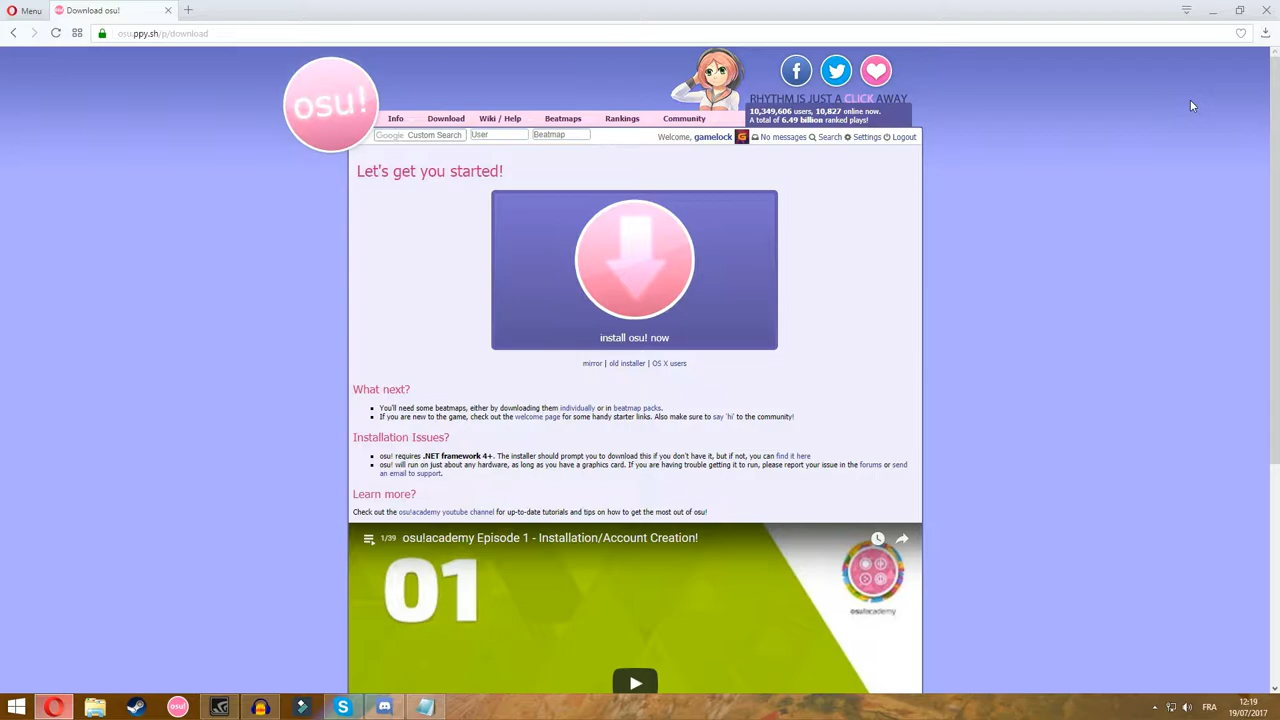 Menu
Download osu!
osu.ppy.sh/p/download
osu!
RHYTHM IS JUST A CLICK AWAY
10,349,606 users, 10,827 online now.
A total of 6.49 billion ranked plays!
Info Download Wiki / Help Beatmaps Rankings Community
Google Custom Search User Beatmap
Welcome, gamelock No messages Search Settings Logout
Let's get you started!
install osu! now
mirror | old installer | OS X users
What next?
You'll need some beatmaps, either by downloading them individually or in beatmap packs.
If you are new to the game, check out the welcome page for some handy starter links. Also make sure to say 'hi' to the community!
Installation Issues?
osu! requires .NET framework 4+. The installer should prompt you to download this if you don't have it, but if not, you can find it here
osu! will run on just about any hardware, as long as you have a graphics card. If you are having trouble getting it to run, please report your issue in the forums or send
an email to support.
Learn more?
Check out the osu!academy youtube channel for up-to-date tutorials and tips on how to get the most out of osu!
1/39 osu!academy Episode 1 - Installation/Account Creation!
01
osu!academy
osu!
FRA
12:19
19/07/2017